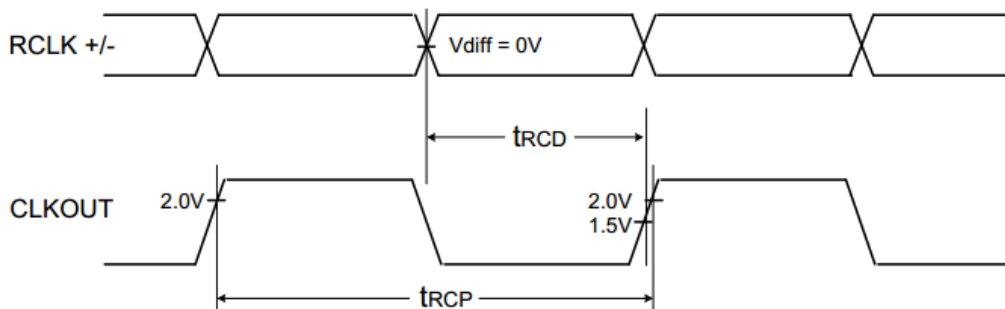 RCLK +/-
Vdiff = 0V
tRCD
CLKOUT
2.0V
2.0V
1.5V
tRCP